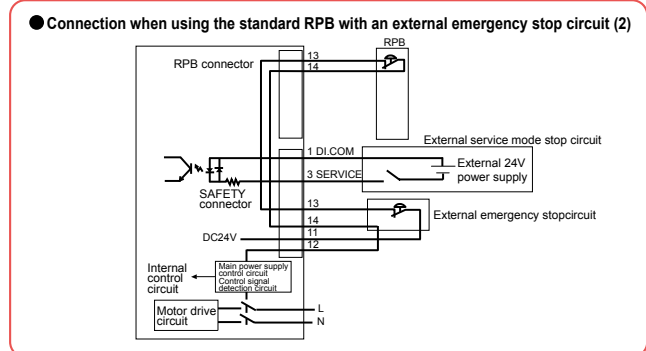 ● Connection when using the standard RPB with an external emergency stop circuit (2)
RPB
RPB connector
13
14
External service mode stop circuit
1 DI.COM
External 24V
power supply
3 SERVICE
SAFETY
connector
13
External emergency stopcircuit
14
DC24V
11
12
Internal
control
circuit
Main power supply
control circuit
Control signal
detection circuit
Motor drive
circuit
L
N